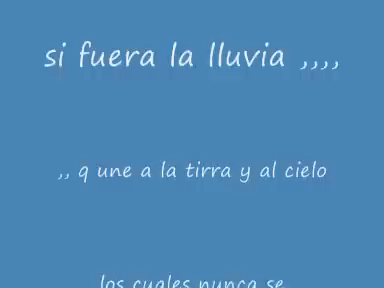 si fuera la lluvia ,,,,
,, q une a la tirra y al cielo
los cuales nunca se